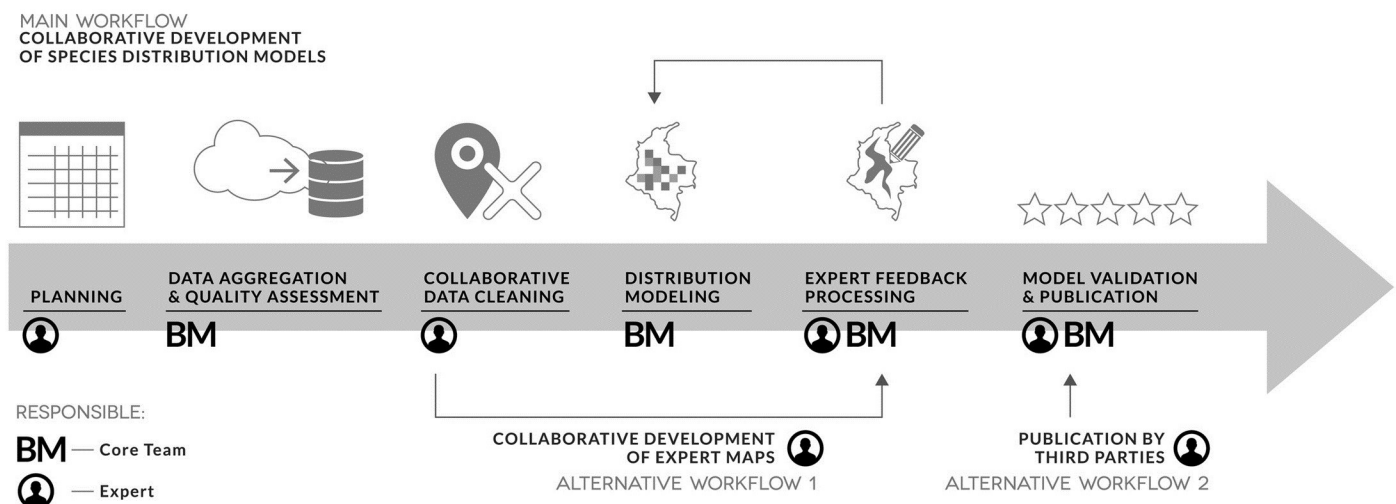 MAIN WORKFLOW
COLLABORATIVE DEVELOPMENT
OF SPECIES DISTRIBUTION MODELS
PLANNING
DATA AGGREGATION
& QUALITY ASSESSMENT
BM
COLLABORATIVE
DATA CLEANING
DISTRIBUTION
MODELING
BM
EXPERT FEEDBACK
PROCESSING
BM
MODEL VALIDATION
& PUBLICATION
BM
RESPONSIBLE:
BM — Core Team
— Expert
COLLABORATIVE DEVELOPMENT
OF EXPERT MAPS
ALTERNATIVE WORKFLOW 1
PUBLICATION BY
THIRD PARTIES
ALTERNATIVE WORKFLOW 2